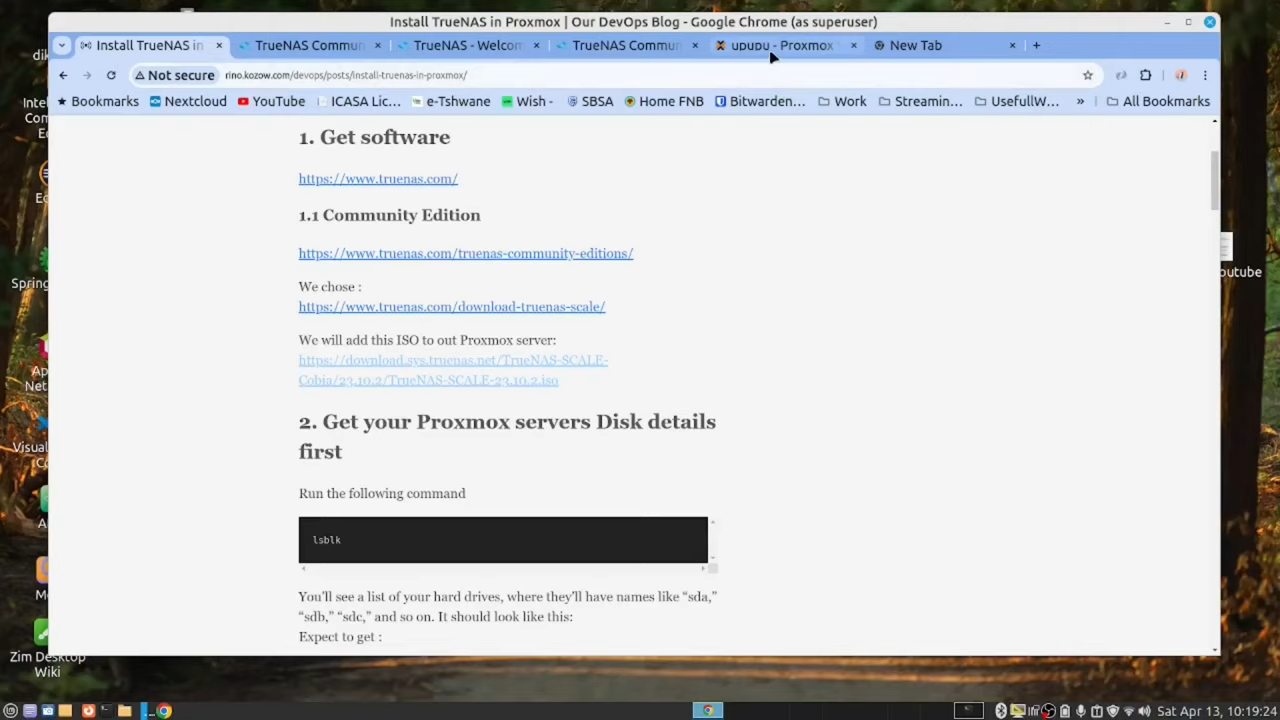 Install TrueNAS in Proxmox | Our DevOps Blog - Google Chrome (as superuser)
Install TrueNAS in
TrueNAS Commun
TrueNAS - Welcom
TrueNAS Commun
upupu - Proxmox
New Tab
Not secure
rino.kozow.com/devops/posts/install-truenas-in-proxmox/
Bookmarks
Nextcloud
YouTube
ICASA Lic...
e-Tshwane
Wish -
SBSA
Home FNB
Bitwarden...
Work
Streamin...
UsefullW...
»
All Bookmarks
1. Get software
https://www.truenas.com/
1.1 Community Edition
https://www.truenas.com/truenas-community-editions/
We chose :
https://www.truenas.com/download-truenas-scale/
We will add this ISO to out Proxmox server:
https://download.sys.truenas.net/TrueNAS-SCALE-
Cobia/23.10.2/TrueNAS-SCALE-23.10.2.iso
2. Get your Proxmox servers Disk details
first
Run the following command
lsblk
You’ll see a list of your hard drives, where they’ll have names like “sda,”
“sdb,” “sdc,” and so on. It should look like this:
Expect to get :
Zim Desktop
Wiki
Sat Apr 13, 10:19:24